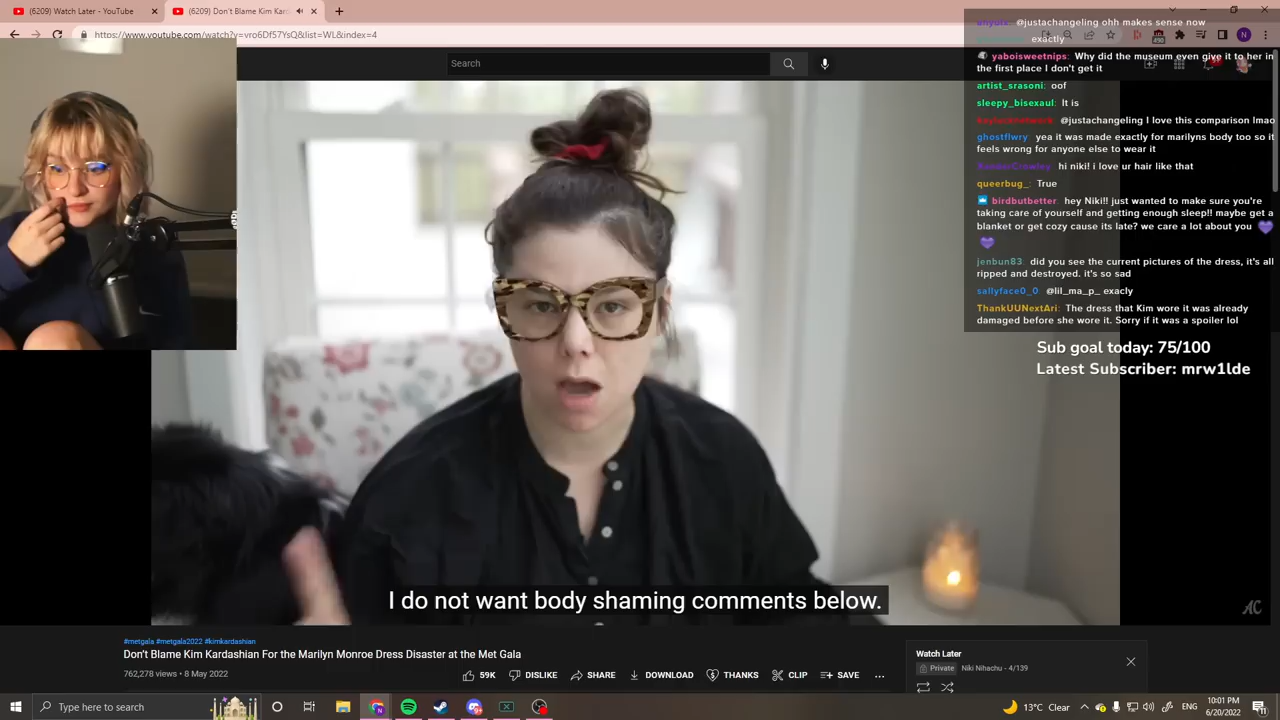 (6209) Watch Later - YouTube
(6209) Don't Blame Kim Kard
https://www.youtube.com/watch?v=vro6Df57YsQ&list=WL&index=4
Search
@justachangeling ohh makes sense now
exactly
yaboisweetnips: Why did the museum even give it to her in
the first place I don't get it
artist_srasoni: oof
sleepy_bisexaul: It is
@justachangeling I love this comparison lmao
ghostflwry: yea it was made exactly for marilyns body too so it
feels wrong for anyone else to wear it
hi niki! i love ur hair like that
queerbug_: True
birdbutbetter: hey Niki!! just wanted to make sure you're
taking care of yourself and getting enough sleep!! maybe get a
blanket or get cozy cause its late? we care a lot about you
jenbun83: did you see the current pictures of the dress, it's all
ripped and destroyed. it's so sad
sallyface0_0: @lil_ma_p_ exacly
ThankUUNextAri: The dress that Kim wore it was already
damaged before she wore it. Sorry if it was a spoiler lol
Sub goal today: 75/100
Latest Subscriber: mrw1lde
I do not want body shaming comments below.
AC
#metgala #metgala2022 #kimkardashian
Don't Blame Kim Kardashian For the Marilyn Monroe Dress Disaster at the Met Gala
762,278 views • 8 May 2022
59K DISLIKE SHARE DOWNLOAD THANKS CLIP SAVE
Watch Later
Private Niki Nihachu - 4/139
Type here to search
13°C Clear
10:01 PM
6/20/2022